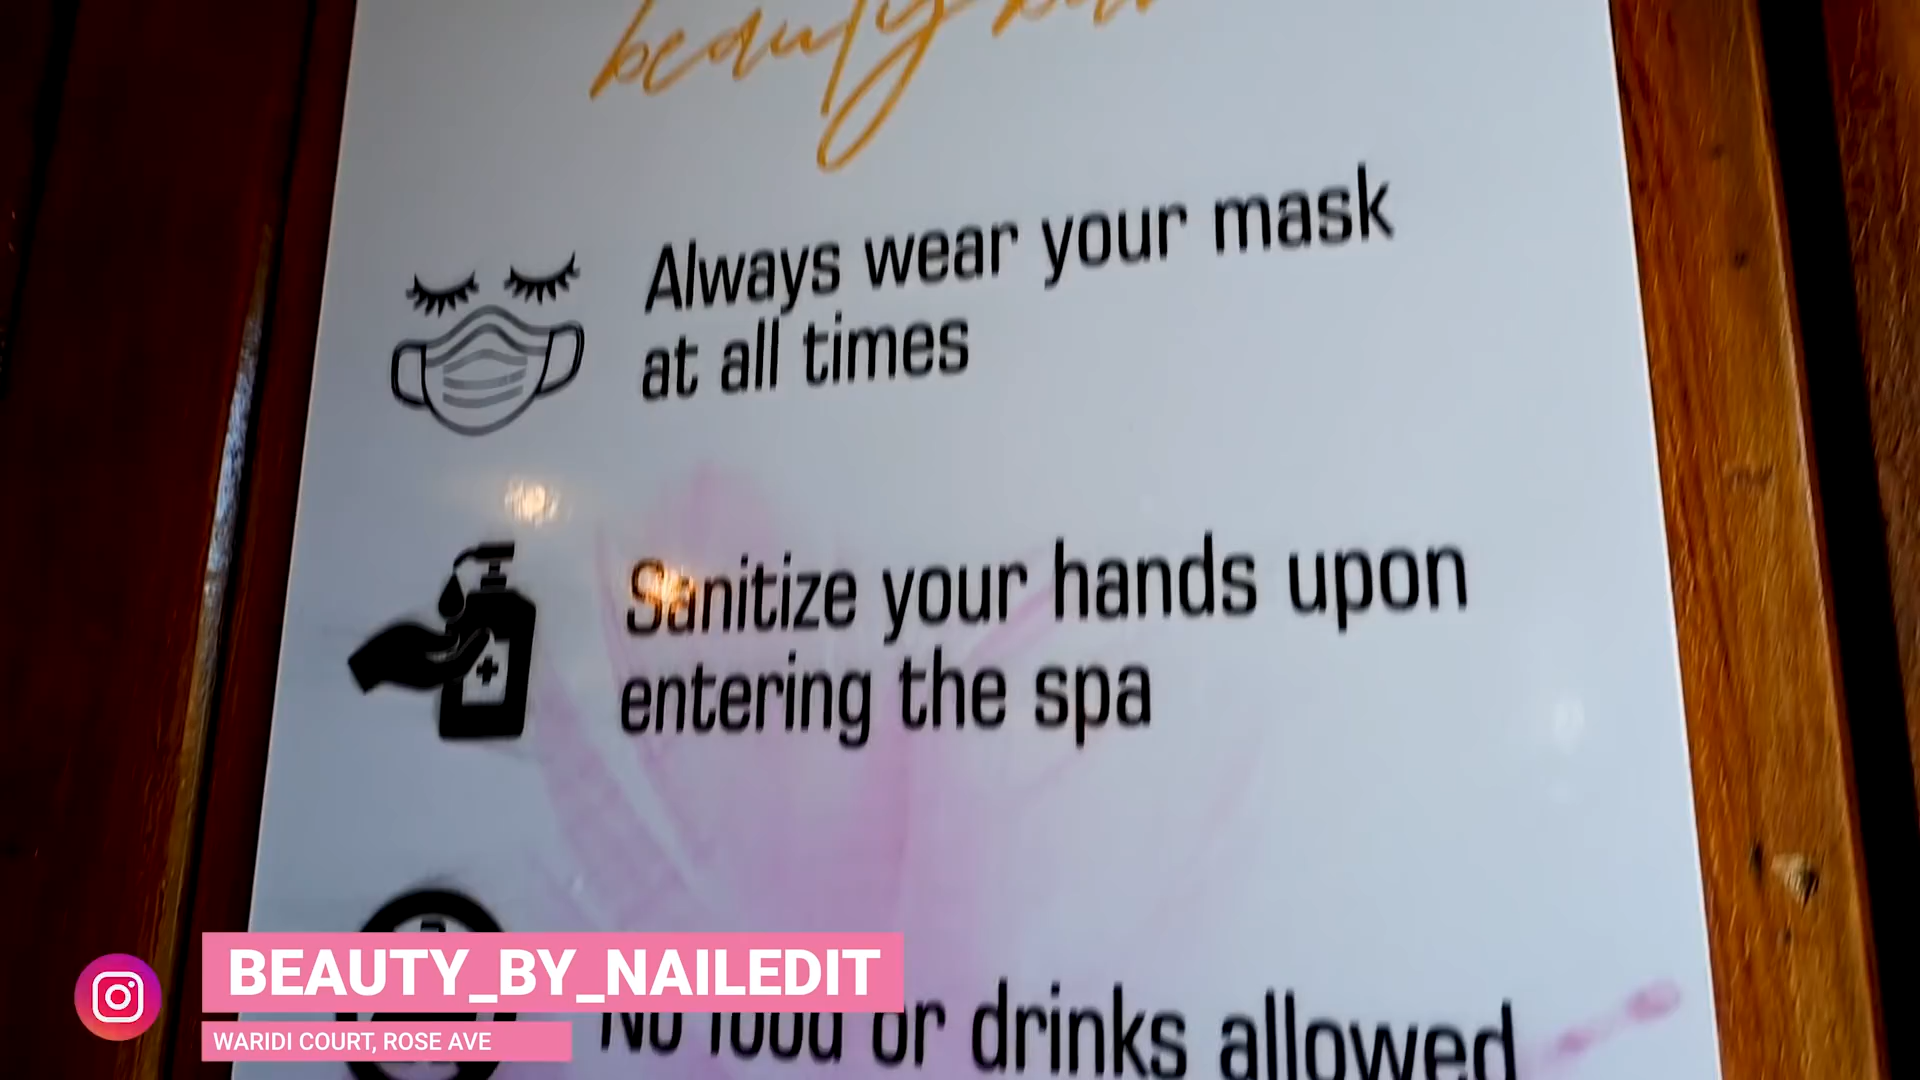 beauty
Always wear your mask
at all times
Sanitize your hands upon
entering the spa
No food or drinks allowed
BEAUTY_BY_NAILEDIT
WARIDI COURT, ROSE AVE